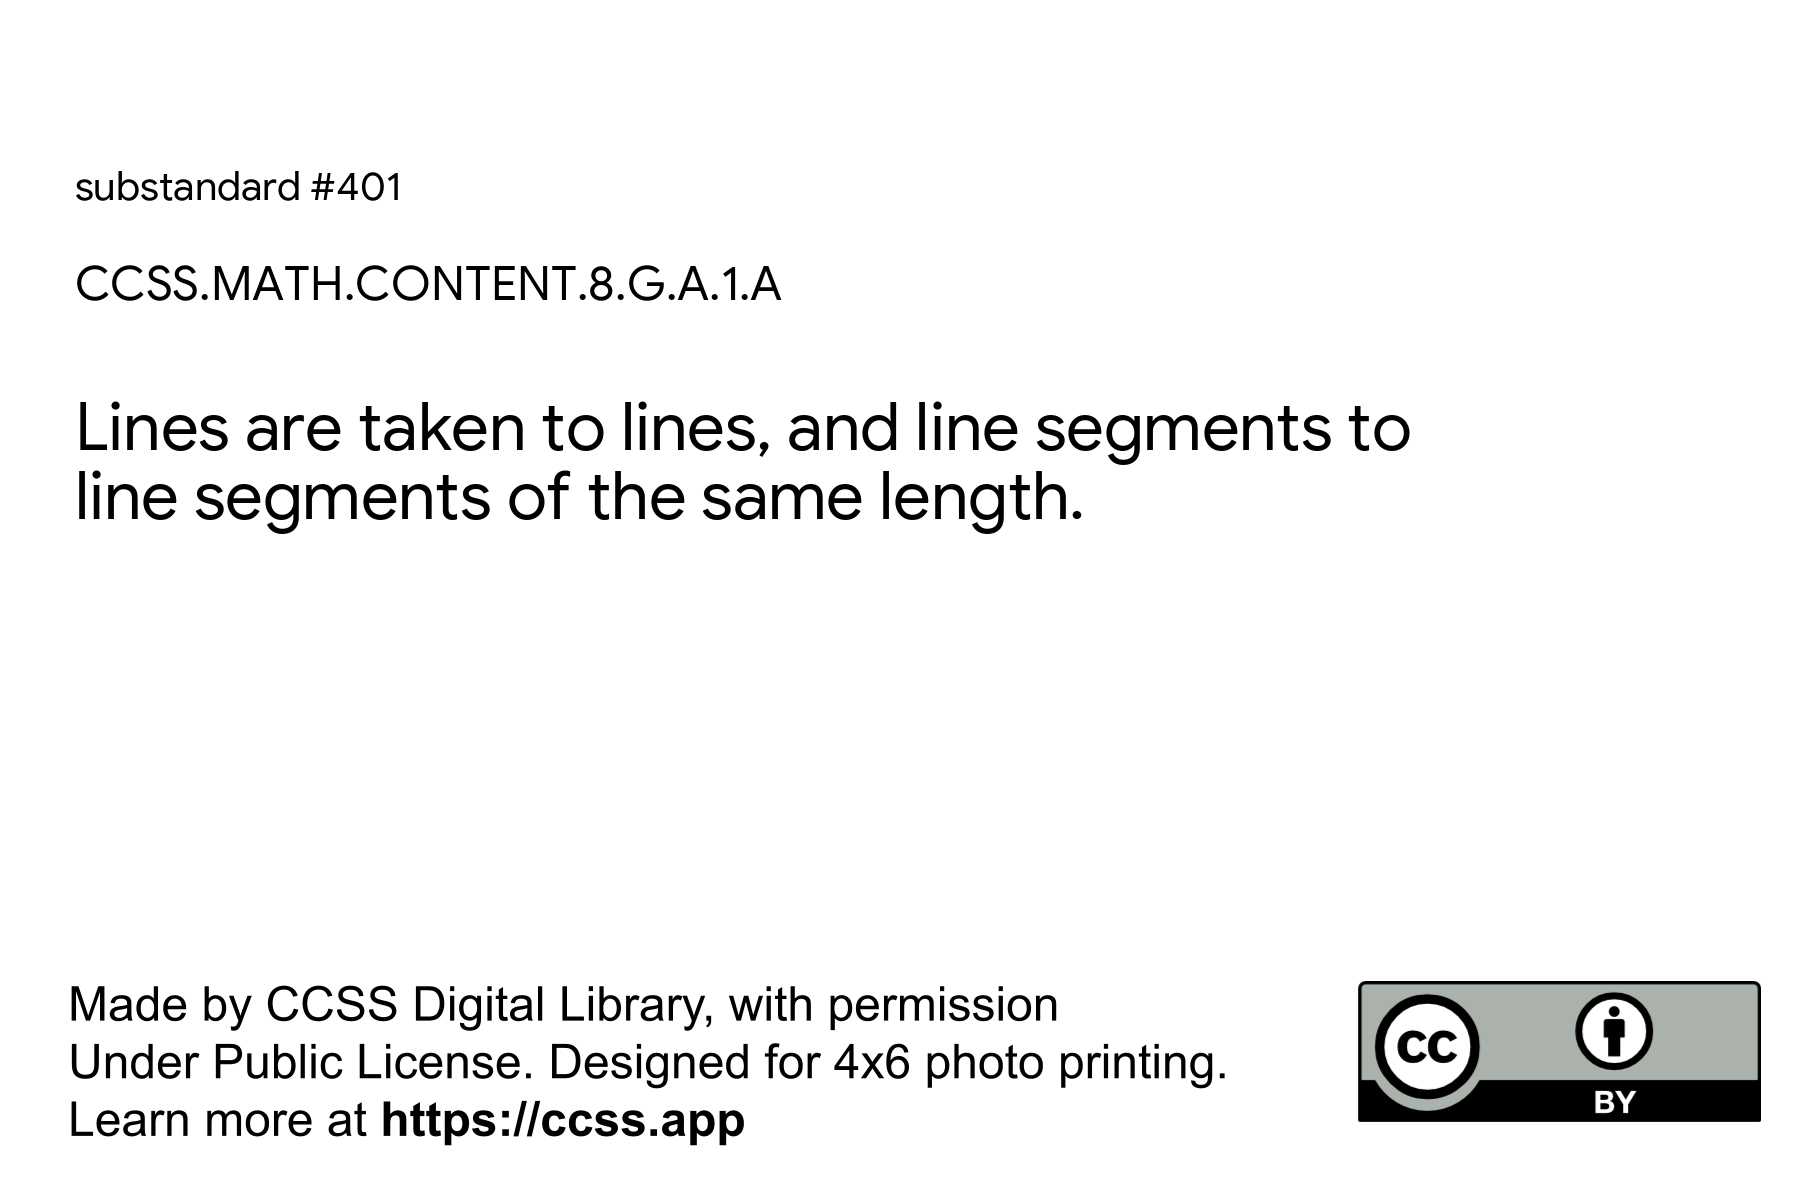 substandard #401
CCSS.MATH.CONTENT.8.G.A.1.A
Lines are taken to lines, and line segments to
line segments of the same length.
Made by CCSS Digital Library, with permission
Under Public License. Designed for 4x6 photo printing.
Learn more at https://ccss.app
CC
BY